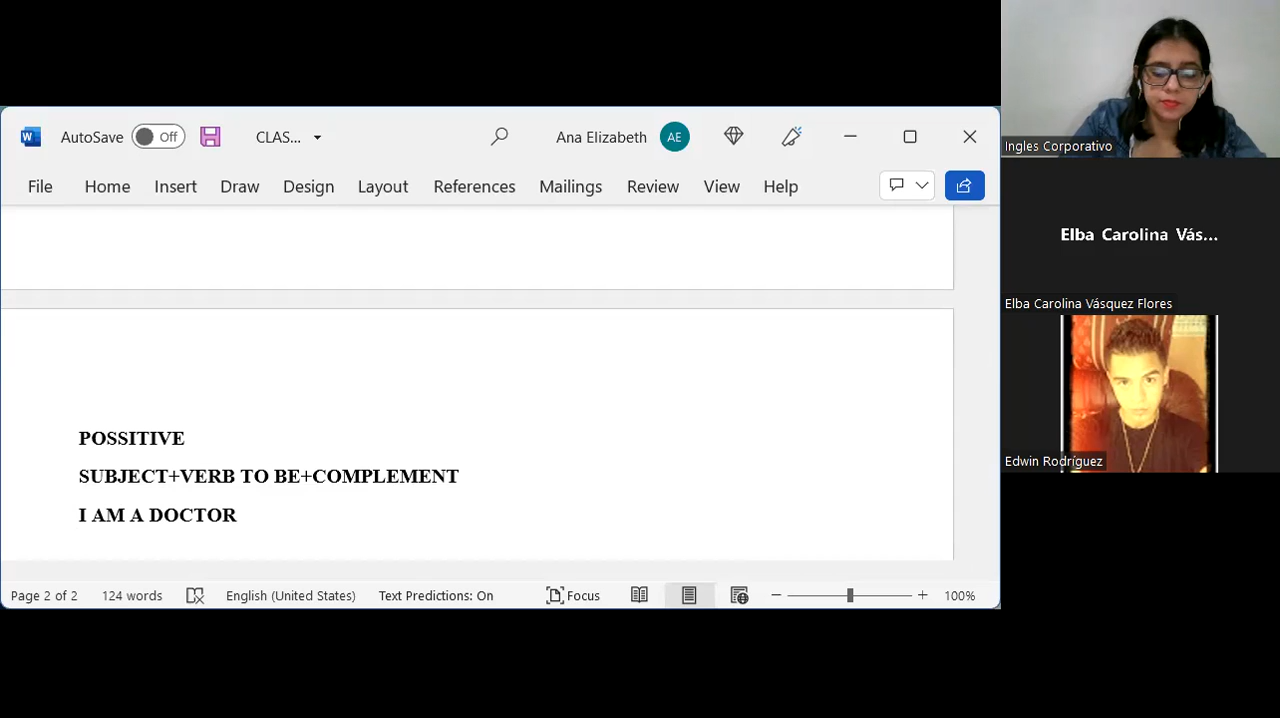 AutoSave Off CLAS... Ana Elizabeth AE
File Home Insert Draw Design Layout References Mailings Review View Help
POSSITIVE
SUBJECT+VERB TO BE+COMPLEMENT
I AM A DOCTOR
Page 2 of 2 124 words English (United States) Text Predictions: On Focus 100%
Ingles Corporativo
Elba Carolina Vás...
Elba Carolina Vásquez Flores
Edwin Rodríguez